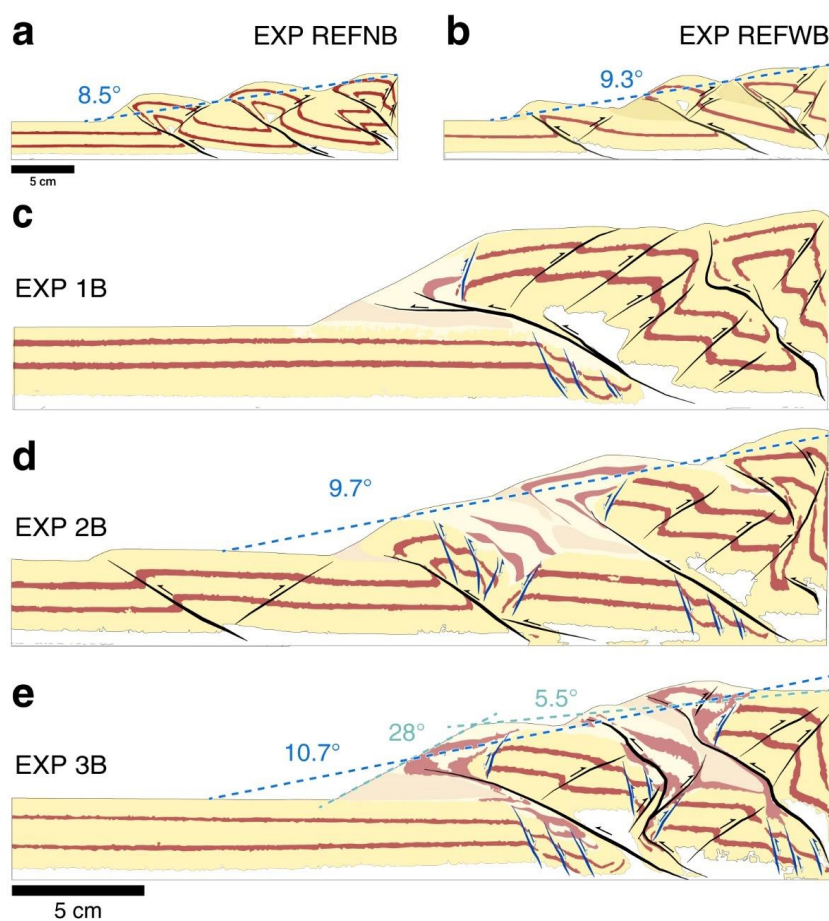 a
EXP REFNB
b
EXP REFWB
8.5°
9.3°
5 cm
c
EXP 1B
d
9.7°
EXP 2B
e
5.5°
28°
10.7°
EXP 3B
5 cm